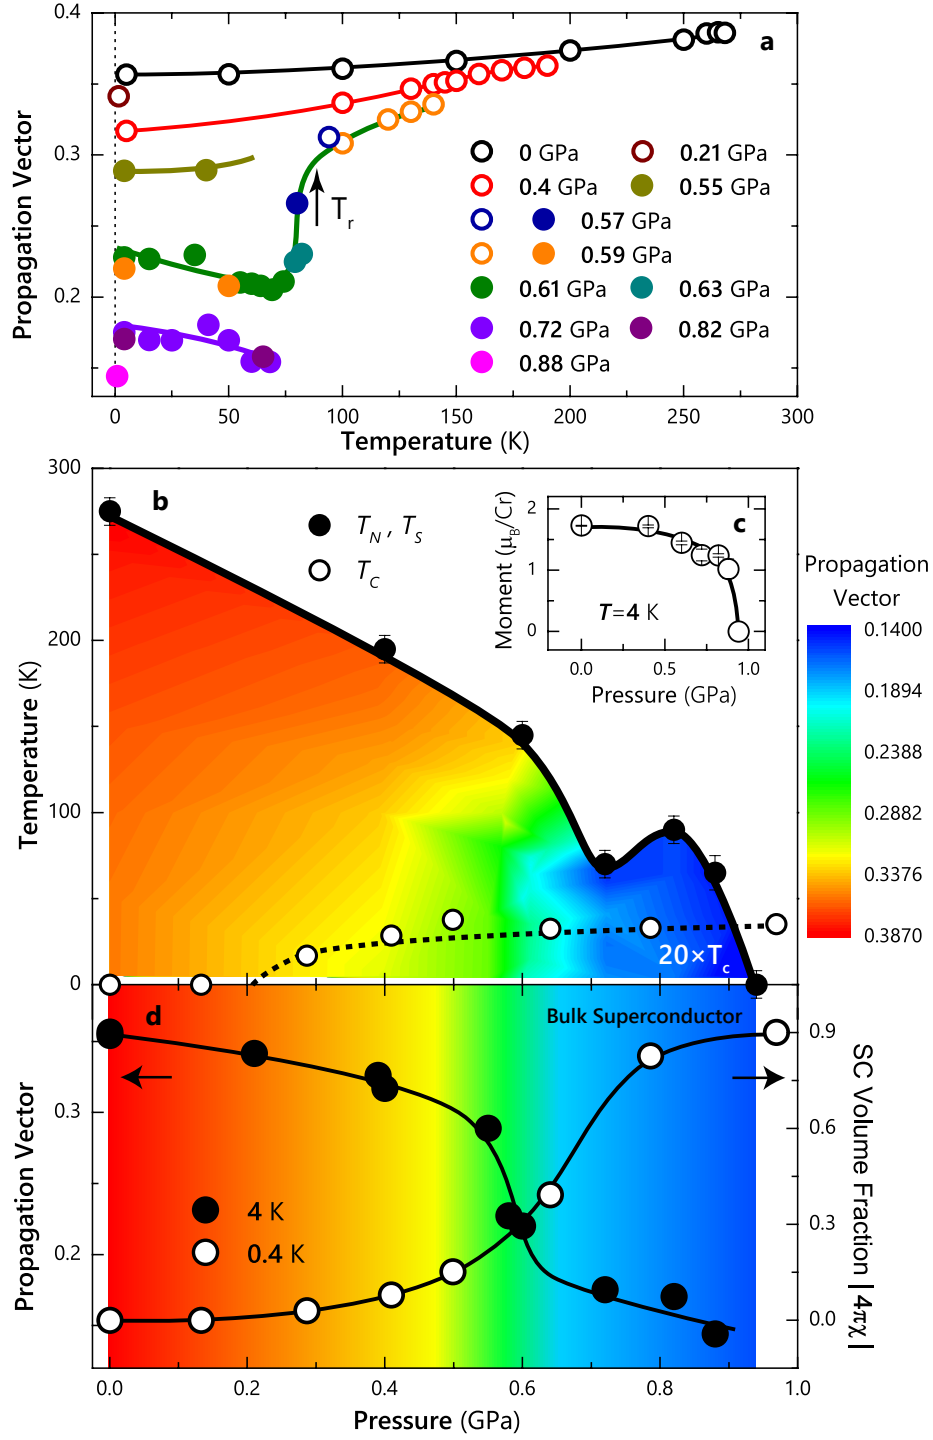 0.4
0.3
0.2
Propagation Vector
a
T_r
0 GPa
0.21 GPa
0.4 GPa
0.55 GPa
0.57 GPa
0.59 GPa
0.61 GPa
0.63 GPa
0.72 GPa
0.82 GPa
0.88 GPa
0 50 100 150 200 250 300
Temperature (K)
300
200
100
0
Temperature (K)
b
T_N , T_S
T_C
c
2
1
0
Moment (μ_B/Cr)
T=4 K
0.0 0.5 1.0
Pressure (GPa)
20×T_c
Propagation
Vector
0.1400
0.1894
0.2388
0.2882
0.3376
0.3870
d
Bulk Superconductor
0.3
0.2
Propagation Vector
4 K
0.4 K
0.9
0.6
0.3
0.0
SC Volume Fraction |4πχ|
0.0 0.2 0.4 0.6 0.8 1.0
Pressure (GPa)